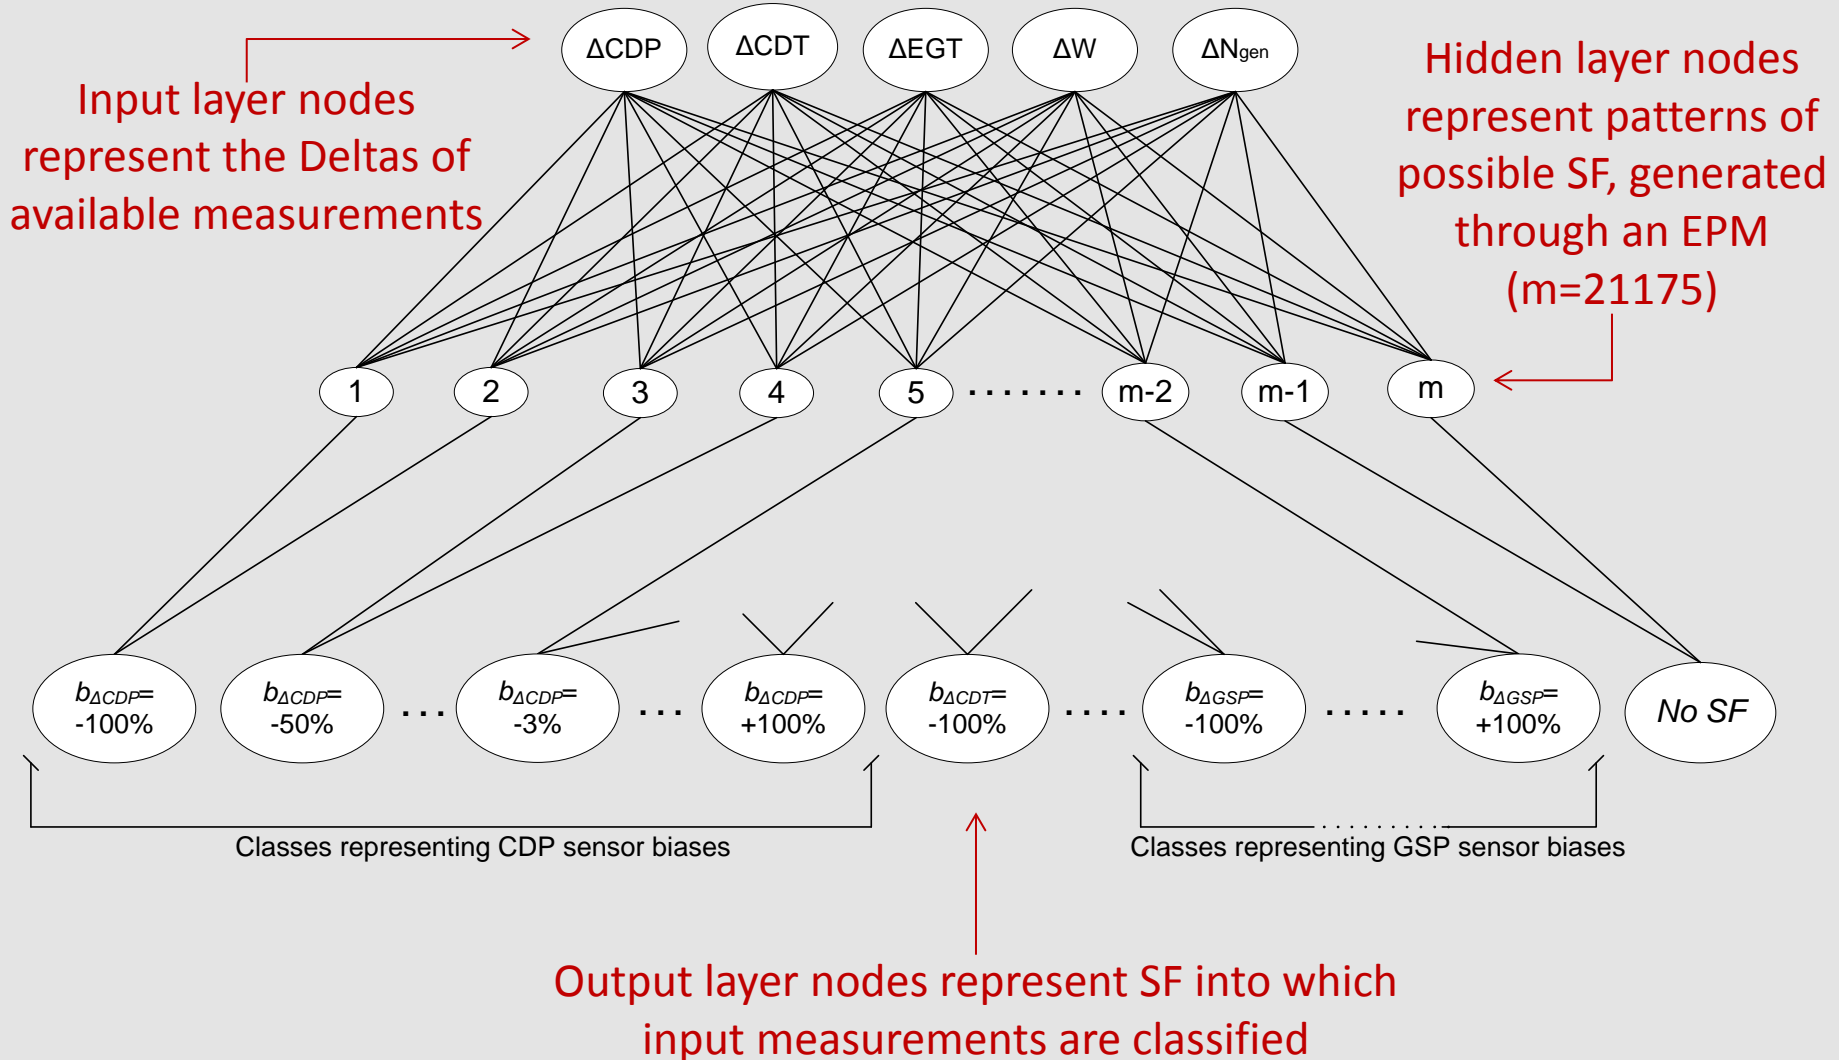 ΔCDP
ΔCDT
ΔEGT
ΔW
ΔNgen
Input layer nodes
represent the Deltas of
available measurements
Hidden layer nodes
represent patterns of
possible SF, generated
through an EPM
(m=21175)
1
2
3
4
5
.......
m-2
m-1
m
bΔCDP=
-100%
bΔCDP=
-50%
...
bΔCDP=
-3%
...
bΔCDP=
+100%
bΔCDT=
-100%
....
bΔGSP=
-100%
.....
bΔGSP=
+100%
No SF
Classes representing CDP sensor biases
Classes representing GSP sensor biases
Output layer nodes represent SF into which
input measurements are classified